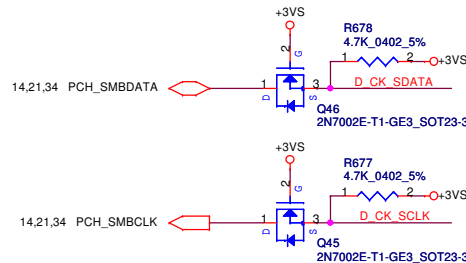 +3VS
R678
4.7K_0402_5%
2
G
1
2
+3VS
14,21,34 PCH_SMBDATA
1
3
D_CK_SDATA
D
S
Q46
2N7002E-T1-GE3_SOT23-3
+3VS
R677
4.7K_0402_5%
2
G
1
2
+3VS
14,21,34 PCH_SMBCLK
1
3
D_CK_SCLK
D
S
Q45
2N7002E-T1-GE3_SOT23-3